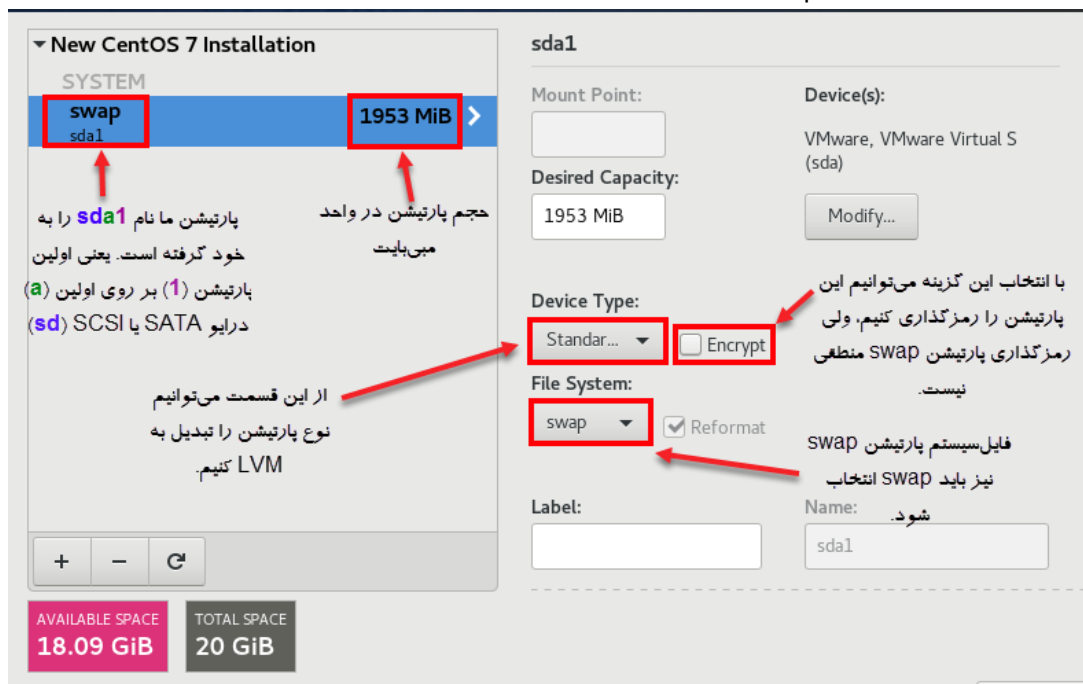 New CentOS 7 Installation
SYSTEM
swap
sda1
1953 MiB
پارتیشن ما نام sda1 را به
خود گرفته است. یعنی اولین
پارتیشن (1) بر روی اولین (a)
درایو SATA یا SCSI (sd)
حجم پارتیشن در واحد
مبی‌بایت
از این قسمت می‌توانیم
نوع پارتیشن را تبدیل به
LVM کنیم.
+ −
AVAILABLE SPACE
18.09 GiB
TOTAL SPACE
20 GiB
sda1
Mount Point:
Desired Capacity:
1953 MiB
Device(s):
VMware, VMware Virtual S
(sda)
Modify...
Device Type:
Standar...
Encrypt
با انتخاب این گزینه می‌توانیم این
پارتیشن را رمزگذاری کنیم، ولی
رمزگذاری پارتیشن swap منطقی
نیست.
File System:
swap
Reformat
فایل‌سیستم پارتیشن swap
نیز باید swap انتخاب
شود.
Label:
Name:
sda1